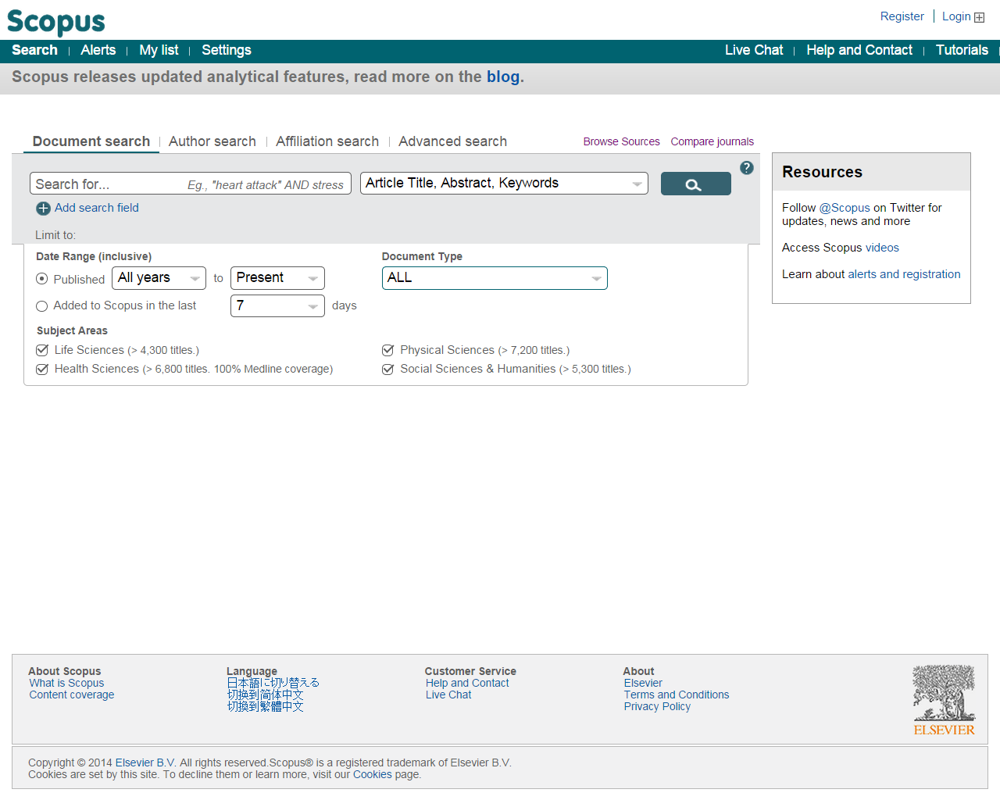 Scopus
Register Login
Search Alerts My list Settings Live Chat Help and Contact Tutorials
Scopus releases updated analytical features, read more on the blog.
Document search Author search Affiliation search Advanced search Browse Sources Compare journals
Search for... Eg., "heart attack" AND stress Article Title, Abstract, Keywords ?
Add search field
Limit to:
Date Range (inclusive) Document Type
Published All years to Present ALL
Added to Scopus in the last 7 days
Subject Areas
Life Sciences (> 4,300 titles.) Physical Sciences (> 7,200 titles.)
Health Sciences (> 6,800 titles. 100% Medline coverage) Social Sciences & Humanities (> 5,300 titles.)
Resources
Follow @Scopus on Twitter for
updates, news and more
Access Scopus videos
Learn about alerts and registration
About Scopus
What is Scopus
Content coverage
Language
日本語に切り替える
切换到简体中文
切換到繁體中文
Customer Service
Help and Contact
Live Chat
About
Elsevier
Terms and Conditions
Privacy Policy
ELSEVIER
Copyright © 2014 Elsevier B.V. All rights reserved.Scopus® is a registered trademark of Elsevier B.V.
Cookies are set by this site. To decline them or learn more, visit our Cookies page.